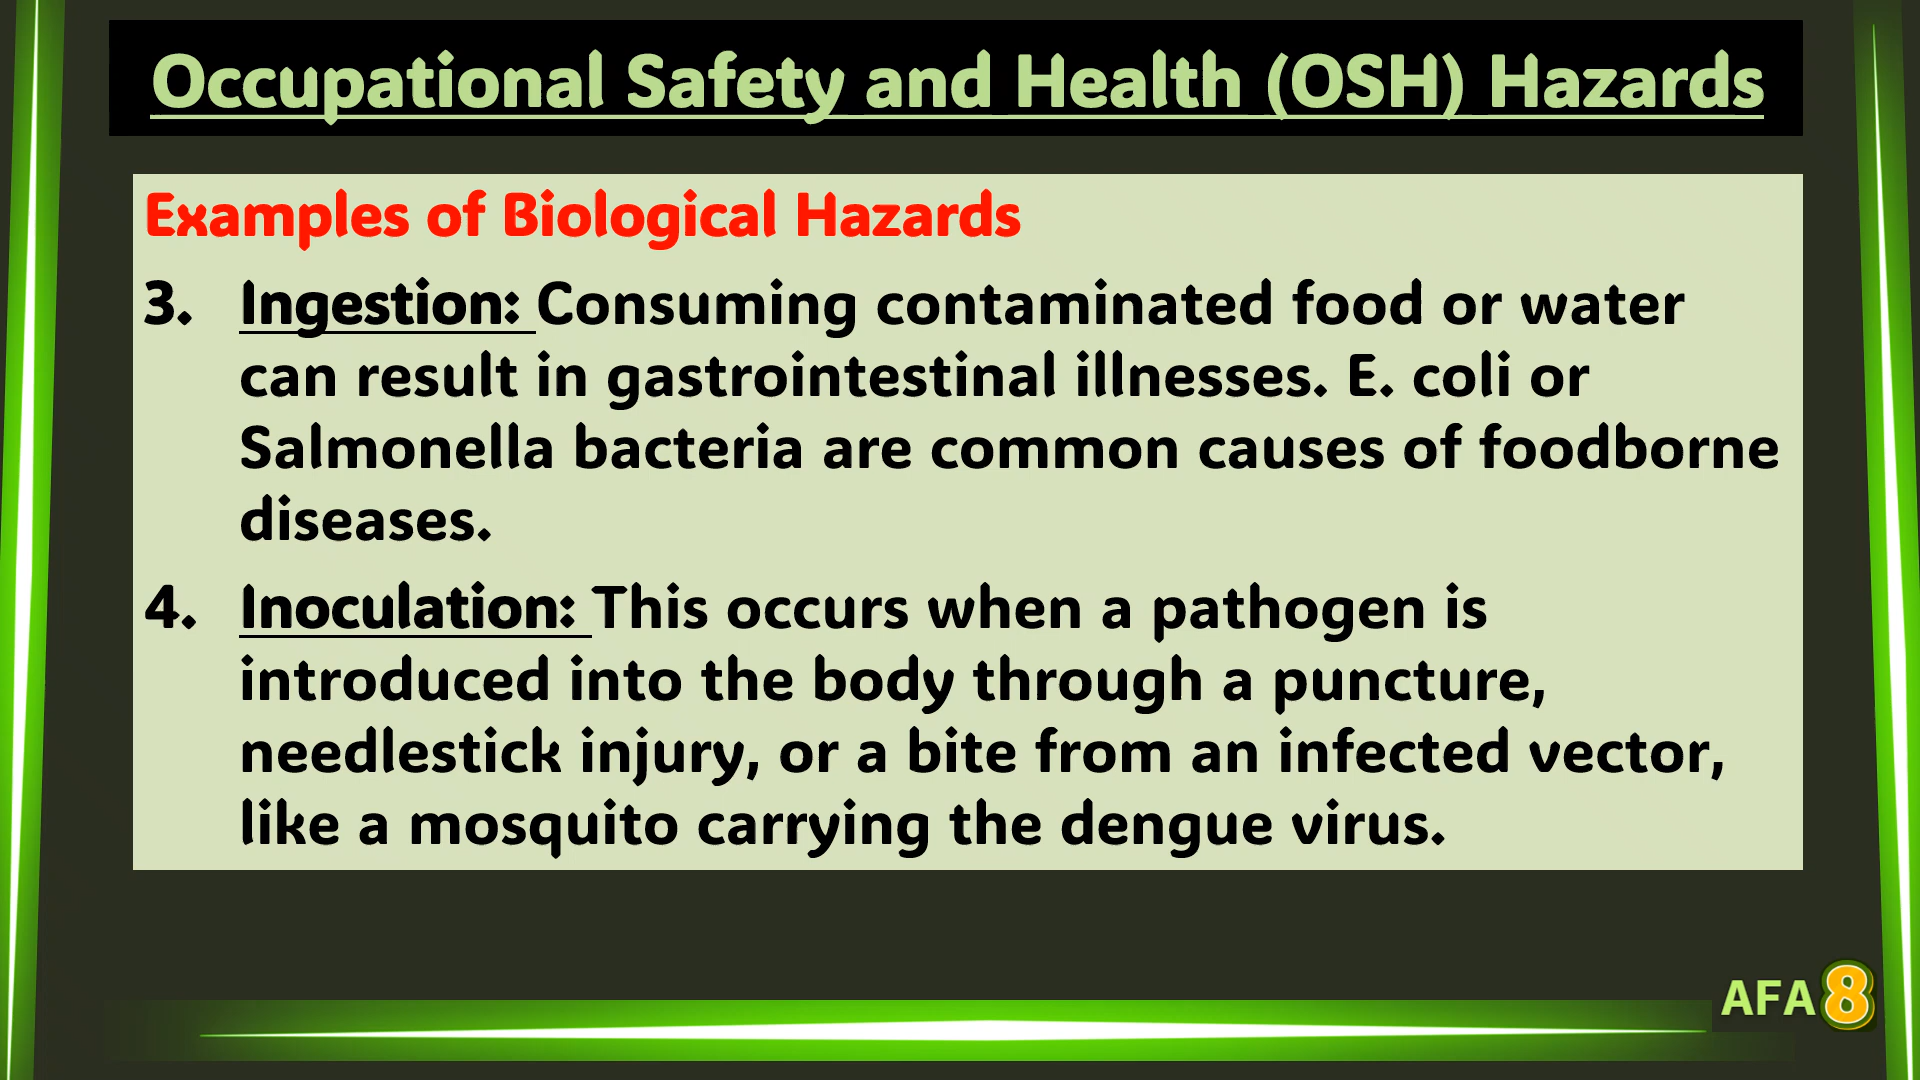 Occupational Safety and Health (OSH) Hazards
Examples of Biological Hazards
3. Ingestion: Consuming contaminated food or water
can result in gastrointestinal illnesses. E. coli or
Salmonella bacteria are common causes of foodborne
diseases.
4. Inoculation: This occurs when a pathogen is
introduced into the body through a puncture,
needlestick injury, or a bite from an infected vector,
like a mosquito carrying the dengue virus.
AFA 8